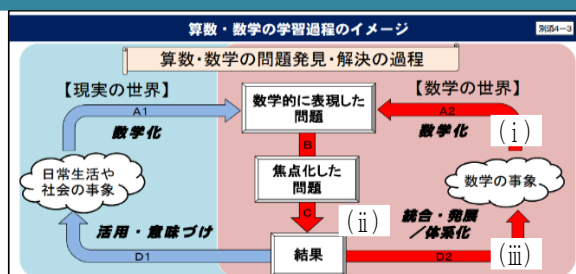 算数・数学の学習過程のイメージ
別添4－3
算数・数学の問題発見・解決の過程
【現実の世界】
【数学の世界】
A1
数学的に表現した
問題
A2
数学化
数学化
(ⅰ)
B
日常生活や
社会の事象
焦点化した
問題
数学の事象
C
(ⅱ)
活用・意味づけ
統合・発展
／体系化
D1
結果
D2
(ⅲ)